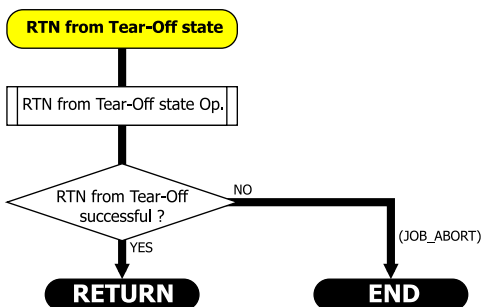 RTN from Tear-Off state
RTN from Tear-Off state Op.
RTN from Tear-Off
successful ?
NO
YES
(JOB_ABORT)
RETURN
END